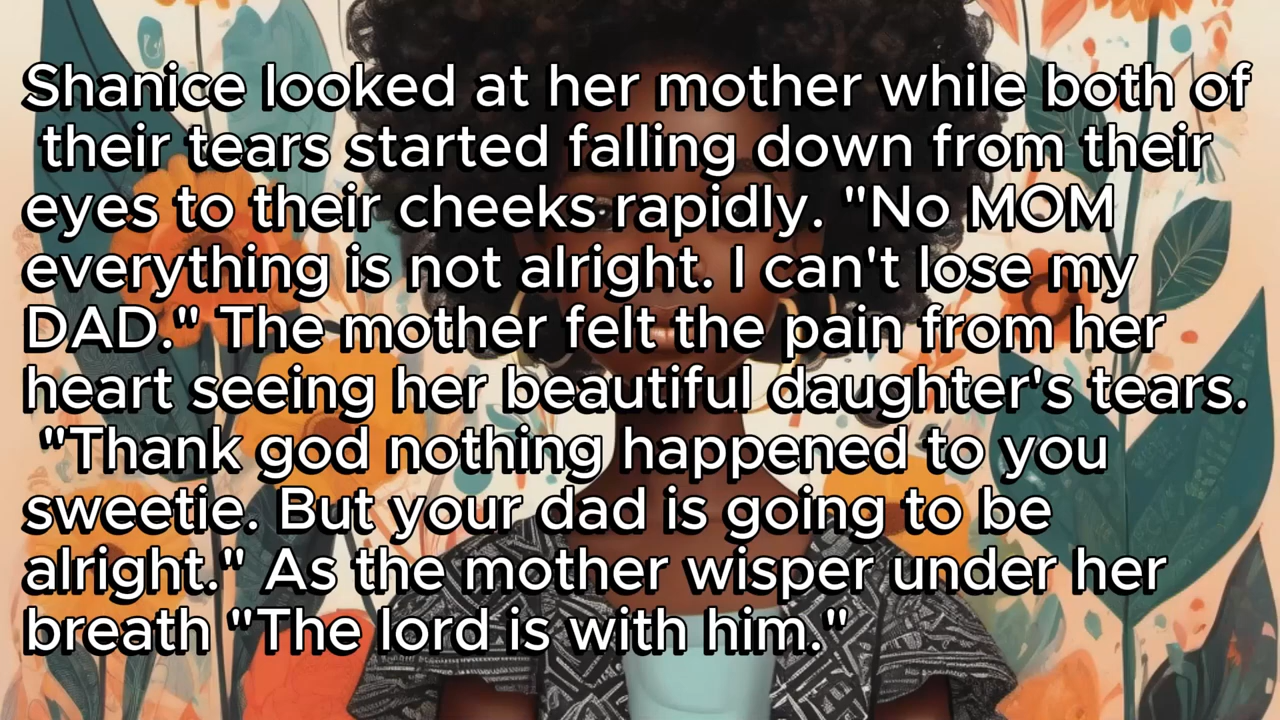 Shanice looked at her mother while both of
their tears started falling down from their
eyes to their cheeks rapidly. "No MOM
everything is not alright. I can't lose my
DAD." The mother felt the pain from her
heart seeing her beautiful daughter's tears.
"Thank god nothing happened to you
sweetie. But your dad is going to be
alright." As the mother wisper under her
breath "The lord is with him."